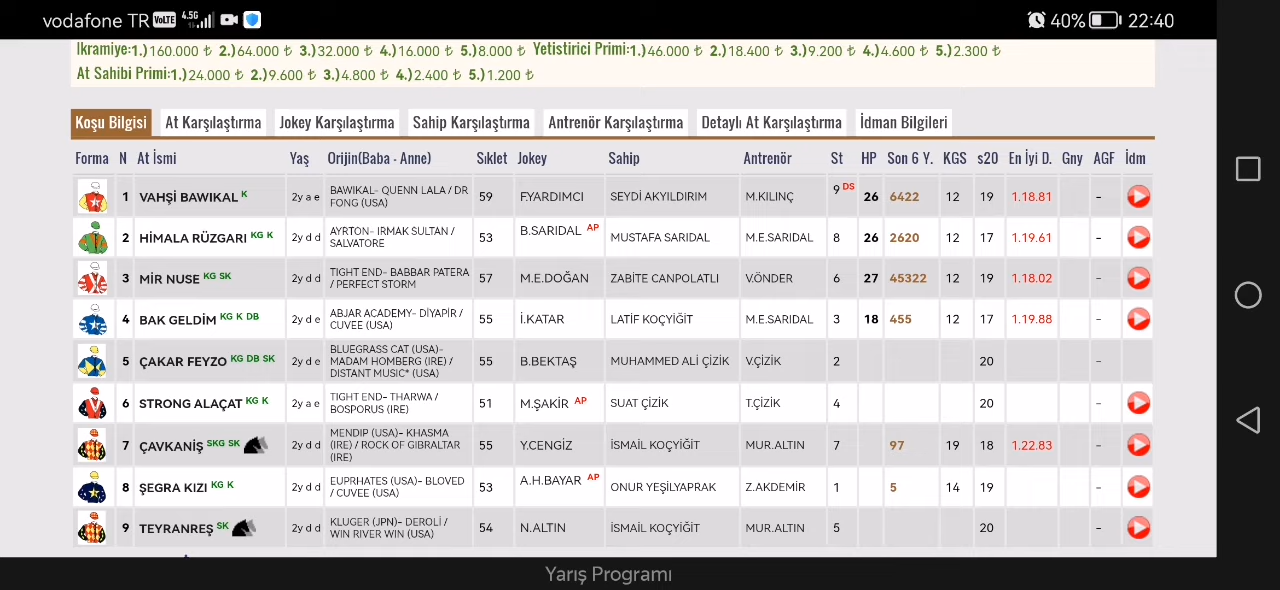 vodafone TR VoLTE 4.5G 40% 22:40
İkramiye:1.)160.000 ₺ 2.)64.000 ₺ 3.)32.000 ₺ 4.)16.000 ₺ 5.)8.000 ₺ Yetistirici Primi:1.)46.000 ₺ 2.)18.400 ₺ 3.)9.200 ₺ 4.)4.600 ₺ 5.)2.300 ₺
At Sahibi Primi:1.)24.000 ₺ 2.)9.600 ₺ 3.)4.800 ₺ 4.)2.400 ₺ 5.)1.200 ₺
Koşu Bilgisi At Karşılaştırma Jokey Karşılaştırma Sahip Karşılaştırma Antrenör Karşılaştırma Detaylı At Karşılaştırma İdman Bilgileri
Forma N At İsmi Yaş Orijin(Baba - Anne) Sıklet Jokey Sahip Antrenör St HP Son 6 Y. KGS s20 En İyi D. Gny AGF İdm
1 VAHŞİ BAWIKAL K 2y a e BAWIKAL- QUENN LALA / DR FONG (USA) 59 F.YARDIMCI SEYDİ AKYILDIRIM M.KILINÇ 9 DS 26 6422 12 19 1.18.81 -
2 HİMALA RÜZGARI KG K 2y d d AYRTON- IRMAK SULTAN / SALVATORE 53 B.SARIDAL AP MUSTAFA SARIDAL M.E.SARIDAL 8 26 2620 12 17 1.19.61 -
3 MİR NUSE KG SK 2y d d TIGHT END- BABBAR PATERA / PERFECT STORM 57 M.E.DOĞAN ZABİTE CANPOLATLI V.ÖNDER 6 27 45322 12 19 1.18.02 -
4 BAK GELDİM KG K DB 2y d e ABJAR ACADEMY- DİYAPİR / CUVEE (USA) 55 İ.KATAR LATİF KOÇYİĞİT M.E.SARIDAL 3 18 455 12 17 1.19.88 -
5 ÇAKAR FEYZO KG DB SK 2y d e BLUEGRASS CAT (USA)- MADAM HOMBERG (IRE) / DISTANT MUSIC* (USA) 55 B.BEKTAŞ MUHAMMED ALİ ÇİZİK V.ÇİZİK 2 20 -
6 STRONG ALAÇAT KG K 2y a e TIGHT END- THARWA / BOSPORUS (IRE) 51 M.ŞAKİR AP SUAT ÇİZİK T.ÇİZİK 4 20 -
7 ÇAVKANİŞ SKG SK 2y d d MENDIP (USA)- KHASMA (IRE) / ROCK OF GIBRALTAR (IRE) 55 Y.CENGİZ İSMAİL KOÇYİĞİT MUR.ALTIN 7 97 19 18 1.22.83 -
8 ŞEGRA KIZI KG K 2y d d EUPRHATES (USA)- BLOVED / CUVEE (USA) 53 A.H.BAYAR AP ONUR YEŞİLYAPRAK Z.AKDEMİR 1 5 14 19 -
9 TEYRANREŞ SK 2y d d KLUGER (JPN)- DEROLİ / WIN RIVER WIN (USA) 54 N.ALTIN İSMAİL KOÇYİĞİT MUR.ALTIN 5 20 -
Yarış Programı